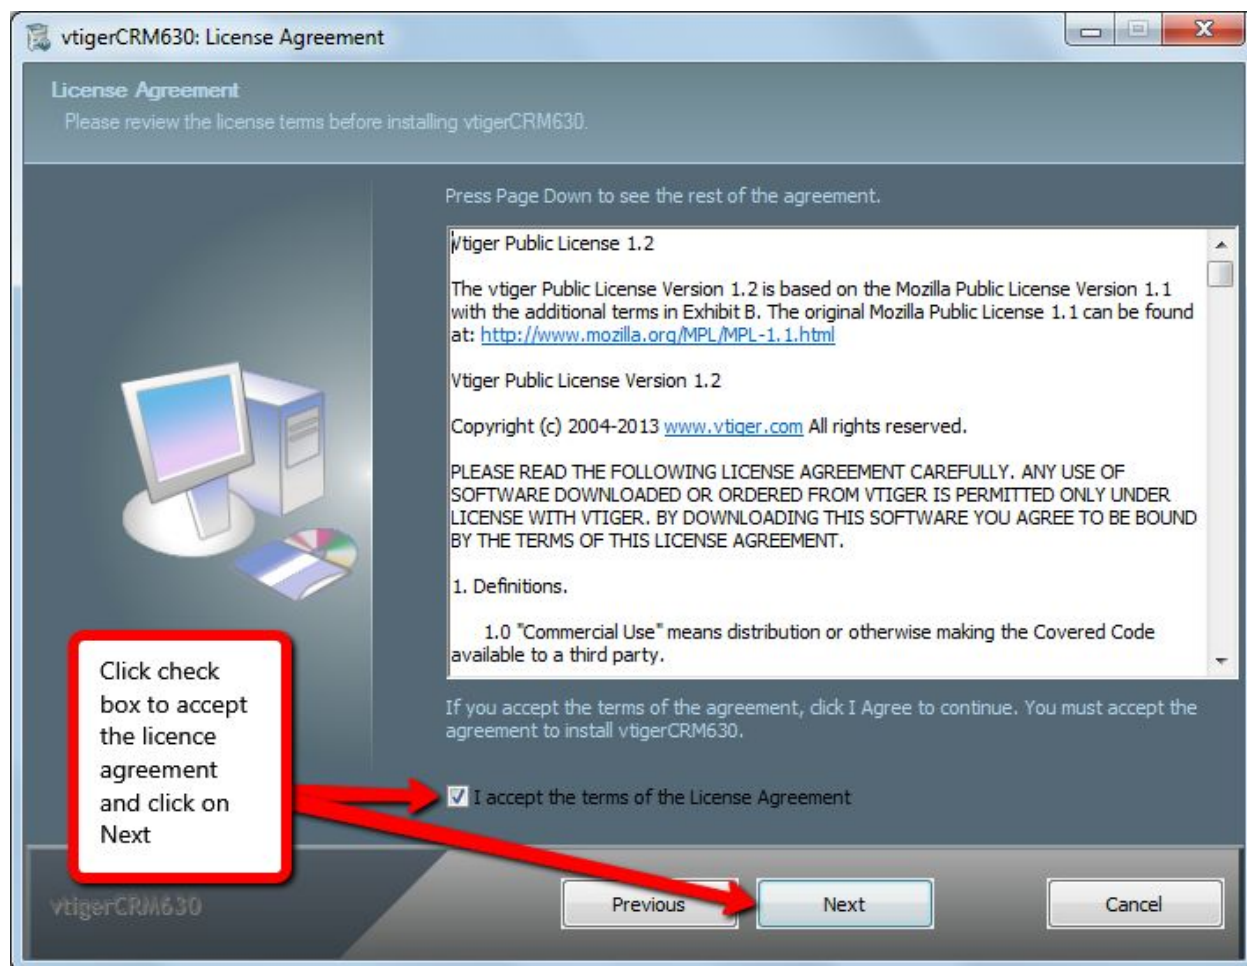 vtigerCRM630: License Agreement
License Agreement
Please review the license terms before installing vtigerCRM630.
Press Page Down to see the rest of the agreement.
Vtiger Public License 1.2
The vtiger Public License Version 1.2 is based on the Mozilla Public License Version 1.1
with the additional terms in Exhibit B. The original Mozilla Public License 1.1 can be found
at: http://www.mozilla.org/MPL/MPL-1.1.html
Vtiger Public License Version 1.2
Copyright (c) 2004-2013 www.vtiger.com All rights reserved.
PLEASE READ THE FOLLOWING LICENSE AGREEMENT CAREFULLY. ANY USE OF
SOFTWARE DOWNLOADED OR ORDERED FROM VTIGER IS PERMITTED ONLY UNDER
LICENSE WITH VTIGER. BY DOWNLOADING THIS SOFTWARE YOU AGREE TO BE BOUND
BY THE TERMS OF THIS LICENSE AGREEMENT.
1. Definitions.
1.0 "Commercial Use" means distribution or otherwise making the Covered Code
available to a third party.
If you accept the terms of the agreement, click I Agree to continue. You must accept the
agreement to install vtigerCRM630.
Click check
box to accept
the licence
agreement
and click on
Next
I accept the terms of the License Agreement
vtigerCRM630
Previous
Next
Cancel